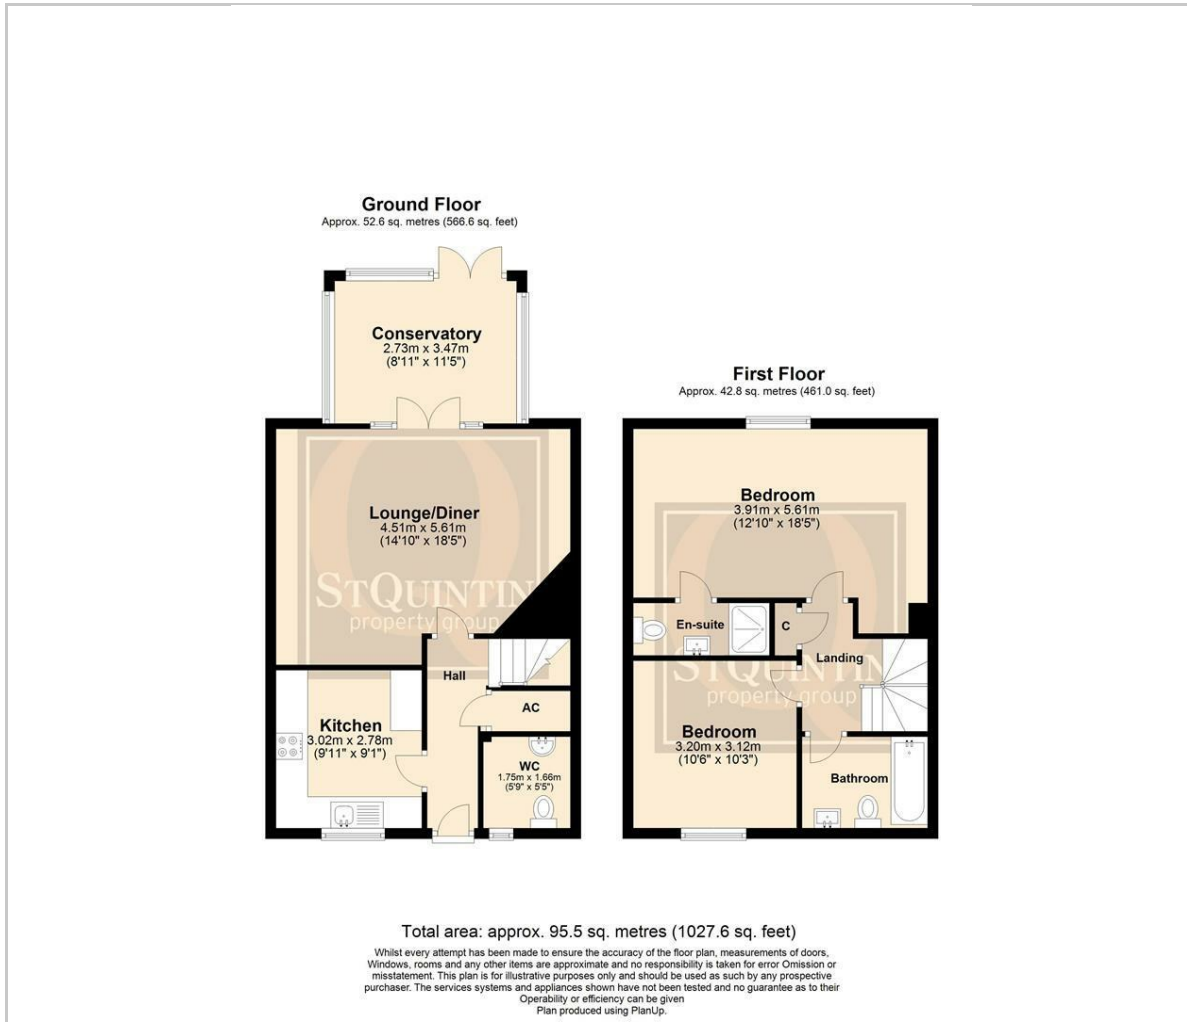 Ground Floor
Approx. 52.6 sq. metres (566.6 sq. feet)
Conservatory
2.73m x 3.47m
(8'11" x 11'5")
Lounge/Diner
4.51m x 5.61m
(14'10" x 18'5")
STQUINTIN
property group
Hall
Kitchen
3.02m x 2.78m
(9'11" x 9'1")
AC
WC
1.75m x 1.66m
(5'9" x 5'5")
First Floor
Approx. 42.8 sq. metres (461.0 sq. feet)
Bedroom
3.91m x 5.61m
(12'10" x 18'5")
En-suite
C
Landing
STQUINTIN
property group
Bedroom
3.20m x 3.12m
(10'6" x 10'3")
Bathroom
Total area: approx. 95.5 sq. metres (1027.6 sq. feet)
Whilst every attempt has been made to ensure the accuracy of the floor plan, measurements of doors,
Windows, rooms and any other items are approximate and no responsibility is taken for error Omission or
misstatement. This plan is for illustrative purposes only and should be used as such by any prospective
purchaser. The services systems and appliances shown have not been tested and no guarantee as to their
Operability or efficiency can be given
Plan produced using PlanUp.